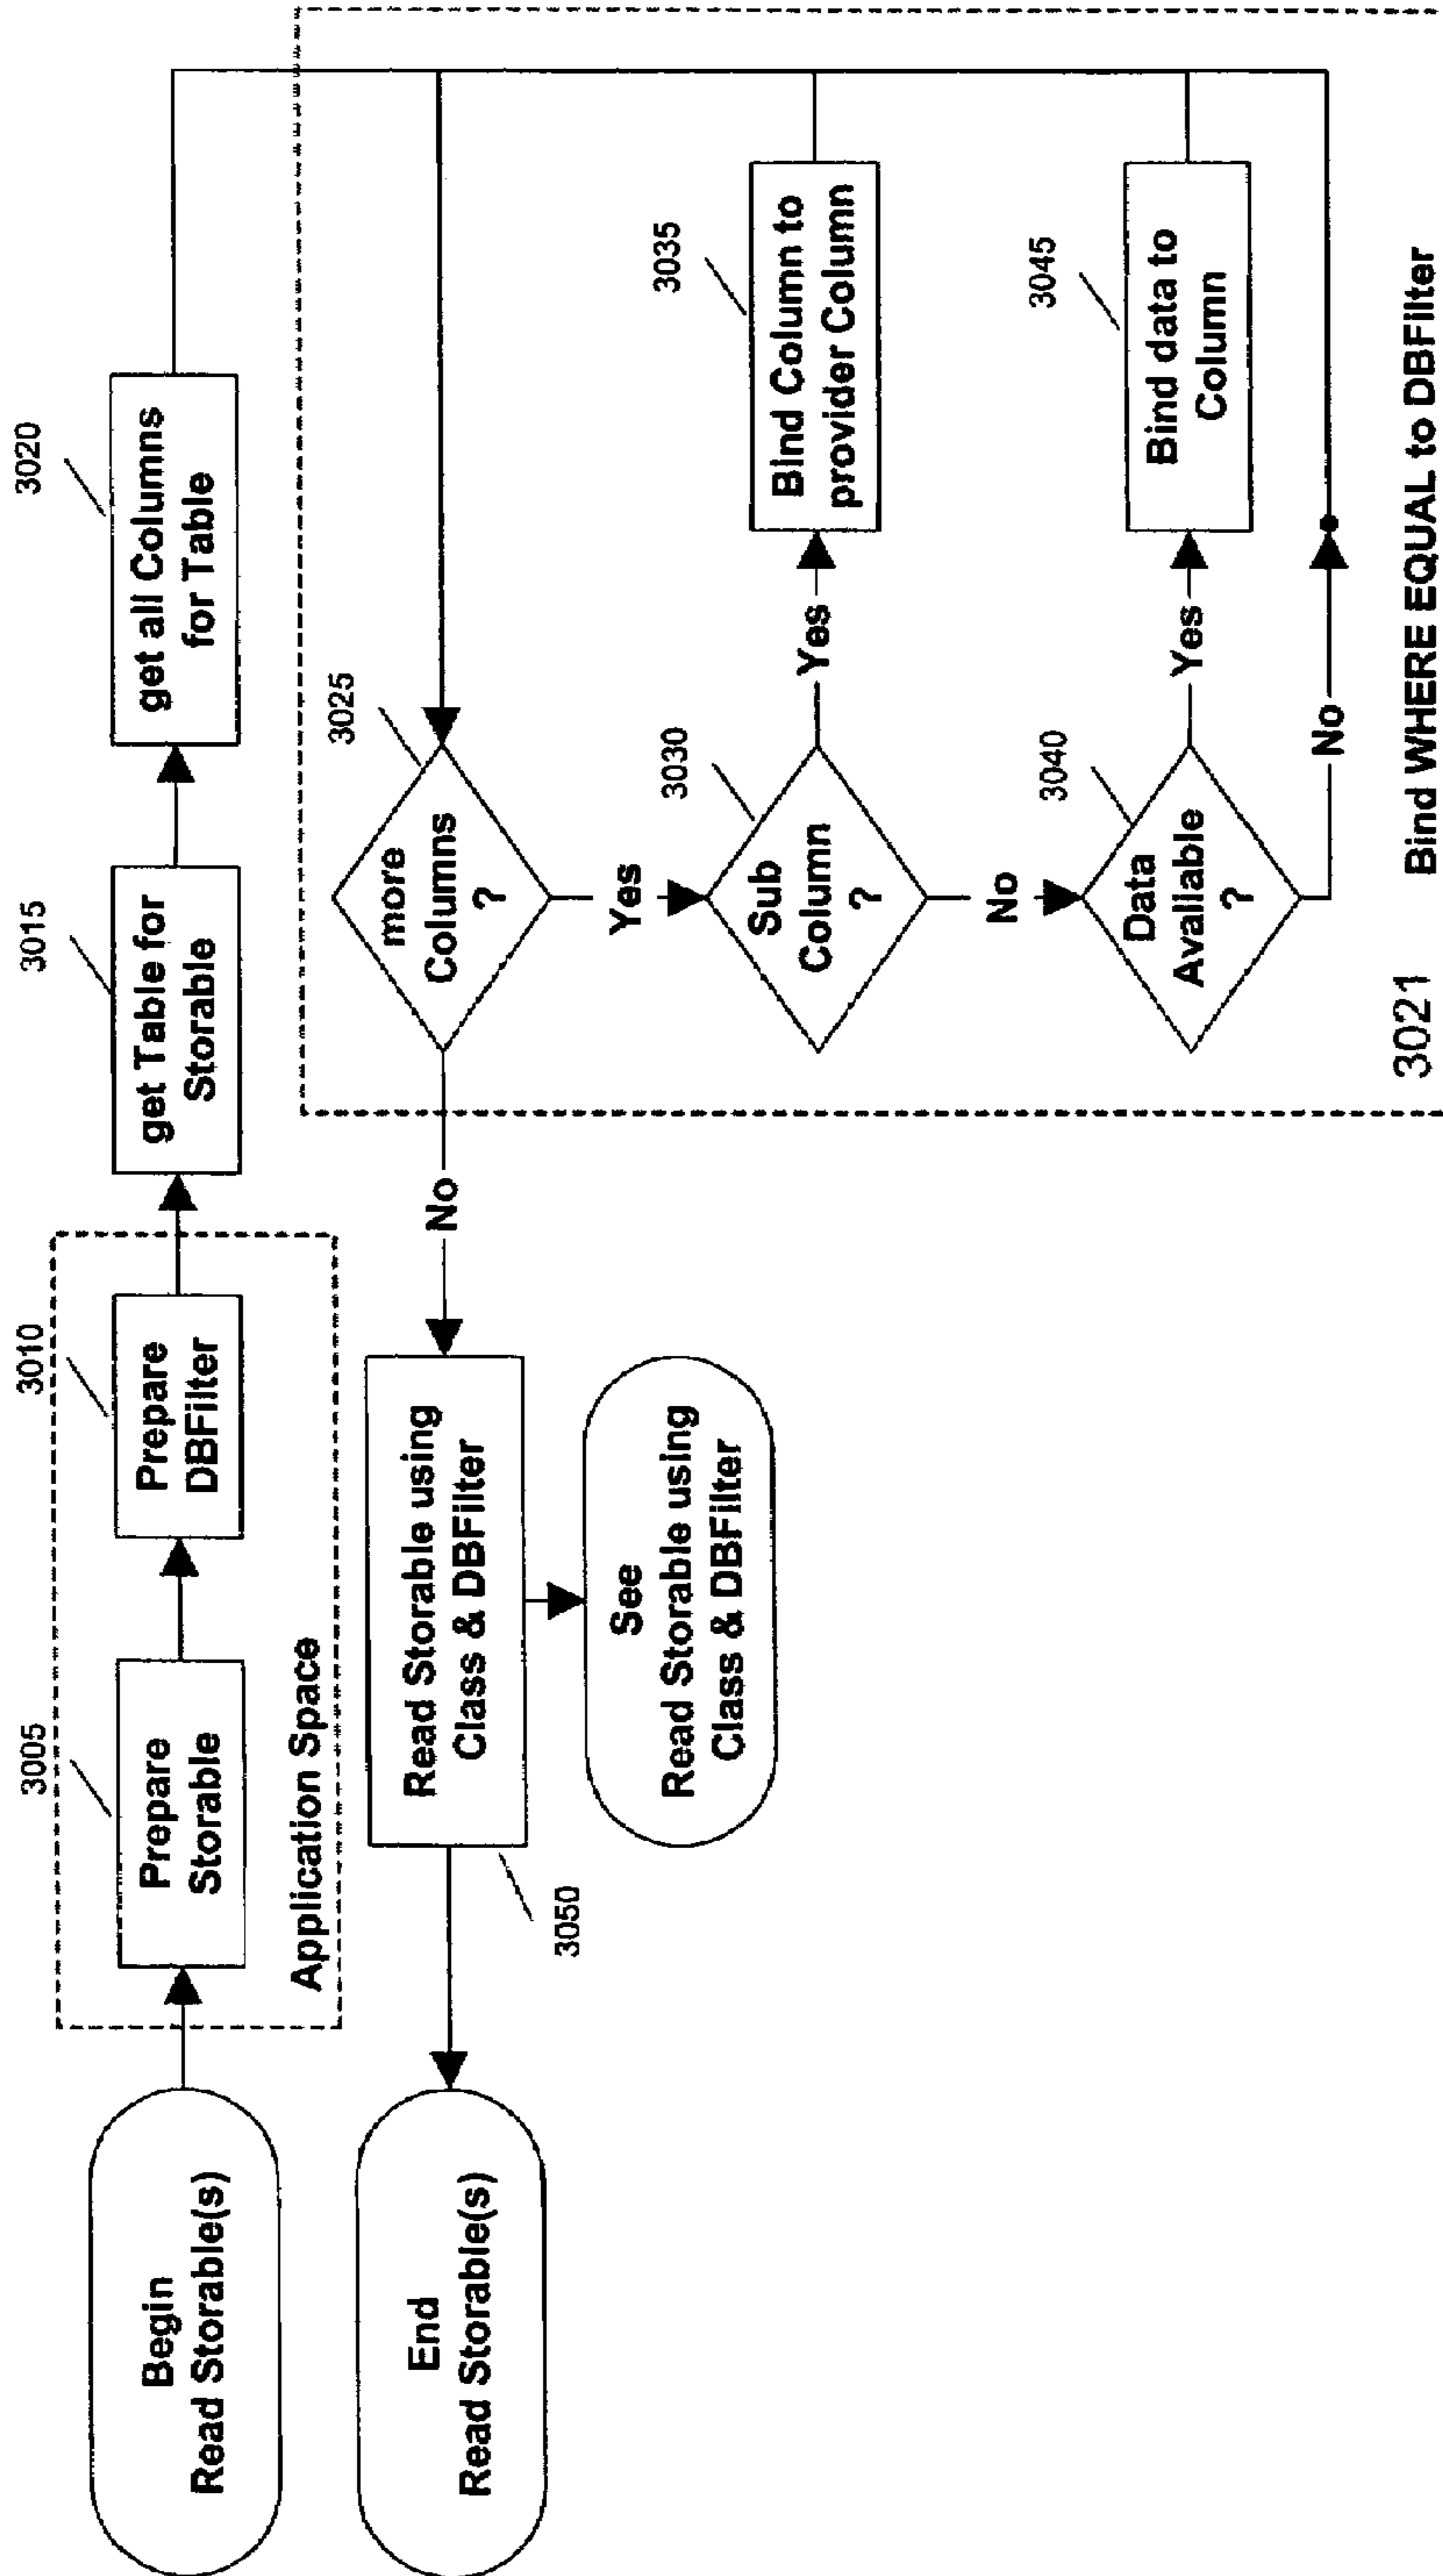 Begin
Read Storable(s)
3005
Prepare
Storable
3010
Prepare
DBFilter
Application Space
3015
get Table for
Storable
3020
get all Columns
for Table
3025
more
Columns
?
Yes
No
3030
Sub
Column
?
Yes
No
3035
Bind Column to
provider Column
3040
Data
Available
?
Yes
No
3045
Bind data to
Column
3021
Bind WHERE EQUAL to DBFilter
Read Storable using
Class & DBFilter
3050
See
Read Storable using
Class & DBFilter
End
Read Storable(s)